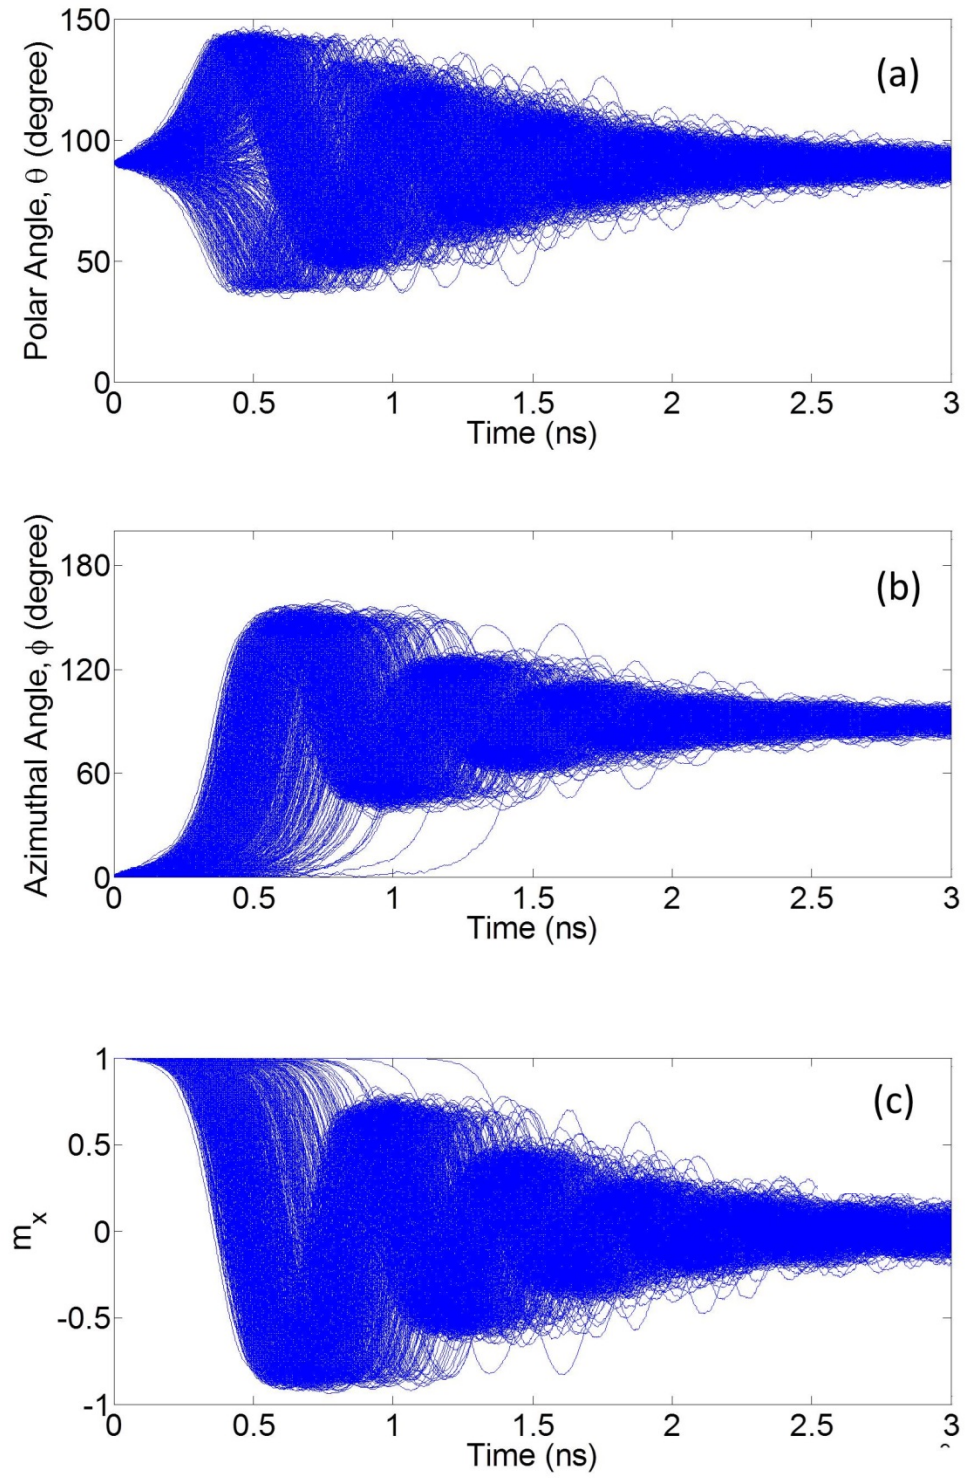 150
(a)
100
50
0
Polar Angle, θ (degree)
0 0.5 1 1.5 2 2.5 3
Time (ns)
180
(b)
120
60
0
Azimuthal Angle, ϕ (degree)
0 0.5 1 1.5 2 2.5 3
Time (ns)
1
(c)
0.5
0
-0.5
-1
m_x
0 0.5 1 1.5 2 2.5 3
Time (ns)